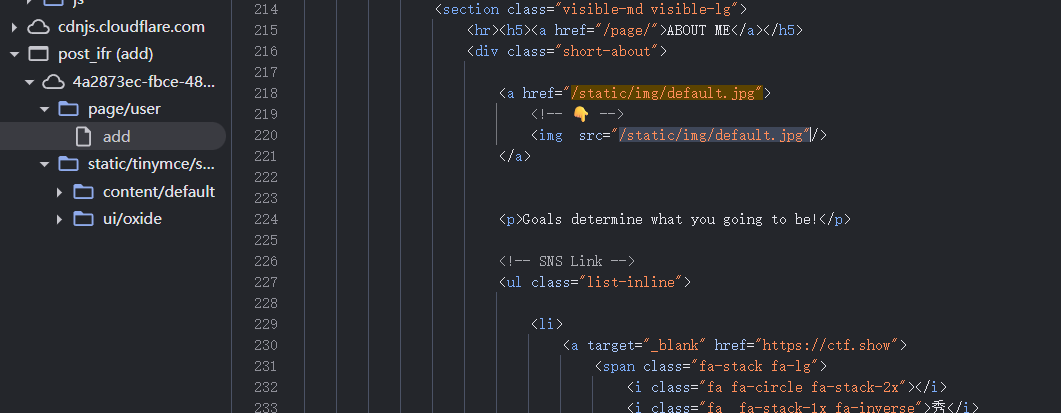 js
cdnjs.cloudflare.com
post_ifr (add)
4a2873ec-fbce-48...
page/user
add
static/tinymce/s...
content/default
ui/oxide
214 <section class="visible-md visible-lg">
215 <hr><h5><a href="/page/">ABOUT ME</a></h5>
216 <div class="short-about">
217
218 <a href="/static/img/default.jpg">
219 <!-- 👇 -->
220 <img  src="/static/img/default.jpg"/>
221 </a>
222
223
224 <p>Goals determine what you going to be!</p>
225
226 <!-- SNS Link -->
227 <ul class="list-inline">
228
229 <li>
230 <a target="_blank" href="https://ctf.show">
231 <span class="fa-stack fa-lg">
232 <i class="fa fa-circle fa-stack-2x"></i>
233 <i class="fa  fa-stack-1x fa-inverse">秀</i>